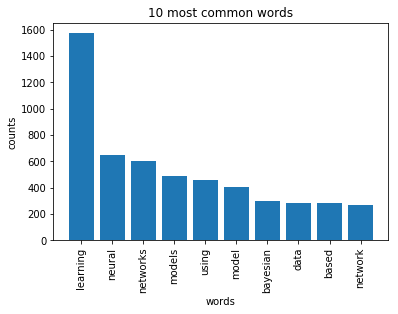 10 most common words
counts
1600
1400
1200
1000
800
600
400
200
0
learning
neural
networks
models
using
model
bayesian
data
based
network
words